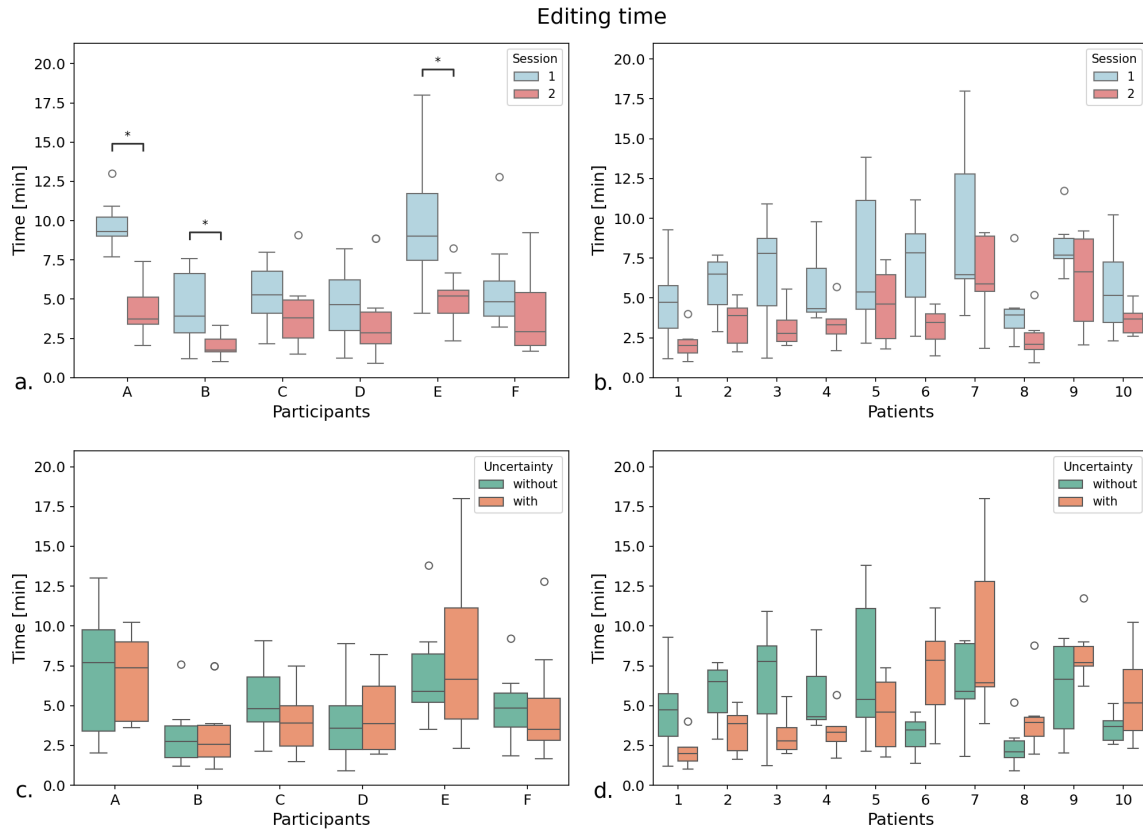 Editing time
20.0
17.5
15.0
12.5
10.0
7.5
5.0
2.5
0.0
Time [min]
Session
1
2
*
*
*
A B C D E F
Participants
a.
20.0
17.5
15.0
12.5
10.0
7.5
5.0
2.5
0.0
Time [min]
Session
1
2
1 2 3 4 5 6 7 8 9 10
Patients
b.
20.0
17.5
15.0
12.5
10.0
7.5
5.0
2.5
0.0
Time [min]
Uncertainty
without
with
A B C D E F
Participants
c.
20.0
17.5
15.0
12.5
10.0
7.5
5.0
2.5
0.0
Time [min]
Uncertainty
without
with
1 2 3 4 5 6 7 8 9 10
Patients
d.